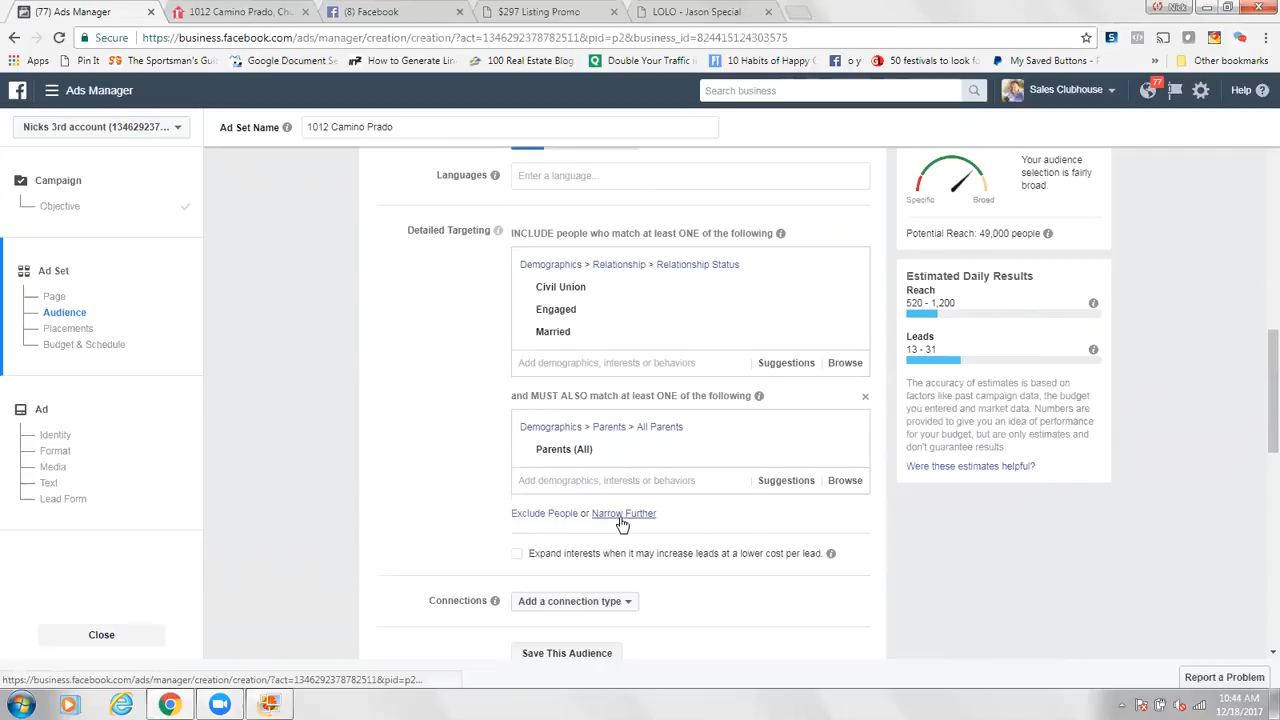 (77) Ads Manager
1012 Camino Prado, Chu
(8) Facebook
$297 Listing Promo
LOLO - Jason Special
Nick
Secure
https://business.facebook.com/ads/manager/creation/creation/?act=1346292378782511&pid=p2&business_id=824415124303575
Apps
Pin It
The Sportsman's Gui
Google Document Se
How to Generate Li
100 Real Estate Blog
Double Your Traffic
10 Habits of Happy C
o y
50 festivals to look fo
My Saved Buttons - F
Other bookmarks
Ads Manager
Search business
Sales Clubhouse
77
Help
Nicks 3rd account (134629237...
Ad Set Name
1012 Camino Prado
Campaign
Objective
Ad Set
Page
Audience
Placements
Budget & Schedule
Ad
Identity
Format
Media
Text
Lead Form
Close
Languages
Enter a language...
Detailed Targeting
INCLUDE people who match at least ONE of the following
Demographics > Relationship > Relationship Status
Civil Union
Engaged
Married
Add demographics, interests or behaviors
Suggestions
Browse
and MUST ALSO match at least ONE of the following
Demographics > Parents > All Parents
Parents (All)
Add demographics, interests or behaviors
Suggestions
Browse
Exclude People or Narrow Further
Expand interests when it may increase leads at a lower cost per lead.
Connections
Add a connection type
Save This Audience
Specific
Broad
Your audience
selection is fairly
broad.
Potential Reach: 49,000 people
Estimated Daily Results
Reach
520 - 1,200
Leads
13 - 31
The accuracy of estimates is based on
factors like past campaign data, the budget
you entered and market data. Numbers are
provided to give you an idea of performance
for your budget, but are only estimates and
don't guarantee results.
Were these estimates helpful?
https://business.facebook.com/ads/manager/creation/creation/?act=1346292378782511&pid=p2...
Report a Problem
10:44 AM
12/18/2017